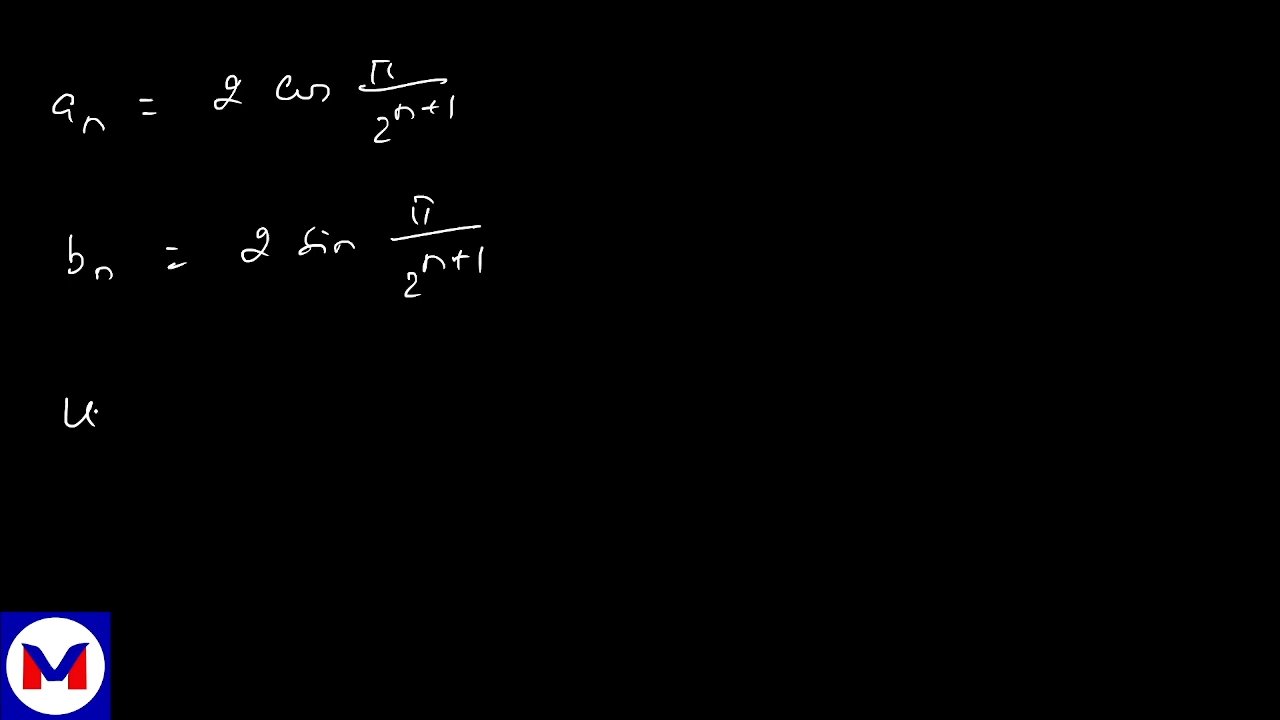 aₙ = 2 cos π/2ⁿ⁺¹
bₙ = 2 sin π/2ⁿ⁺¹